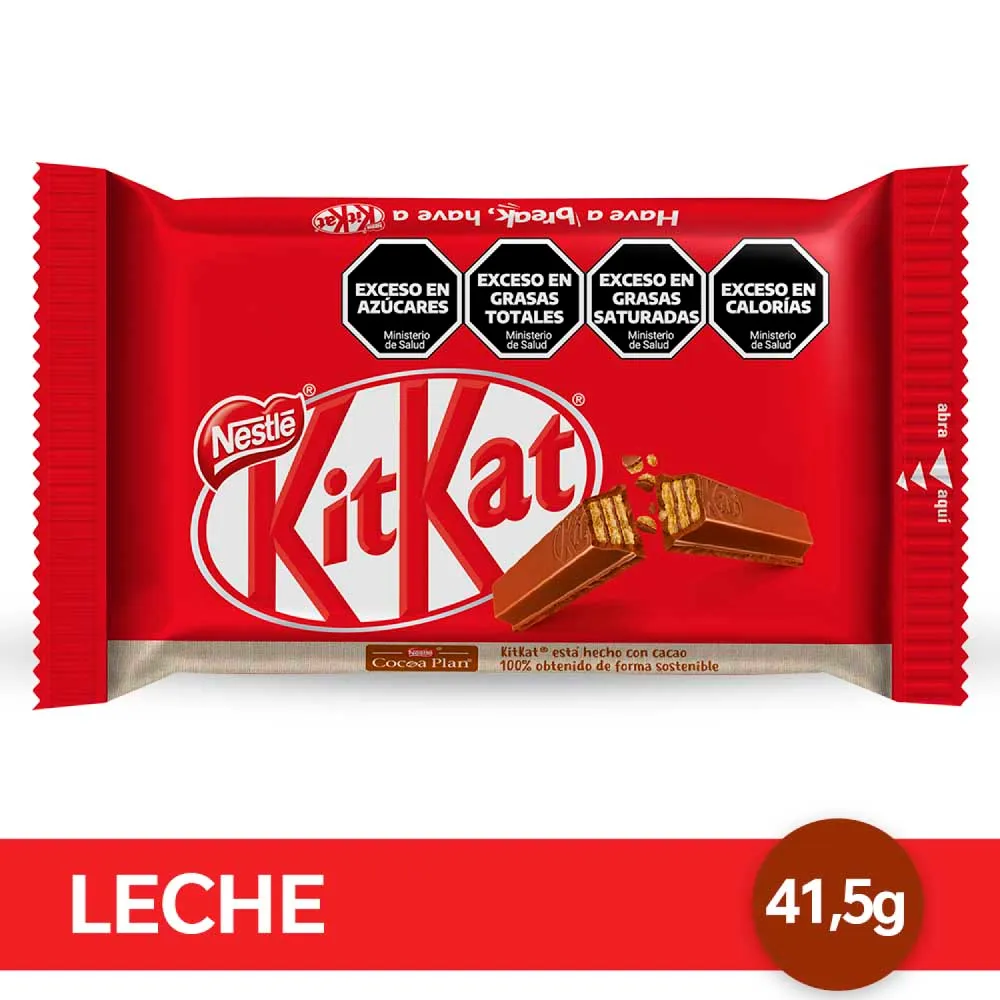 Have a break, have a
KitKat
EXCESO EN
AZÚCARES
Ministerio
de Salud
EXCESO EN
GRASAS
TOTALES
Ministerio
de Salud
EXCESO EN
GRASAS
SATURADAS
Ministerio
de Salud
EXCESO EN
CALORÍAS
Ministerio
de Salud
Nestlé®
KitKat®
abra
aquí
Nestlé
Cocoa Plan®
KitKat® está hecho con cacao
100% obtenido de forma sostenible
LECHE
41,5g